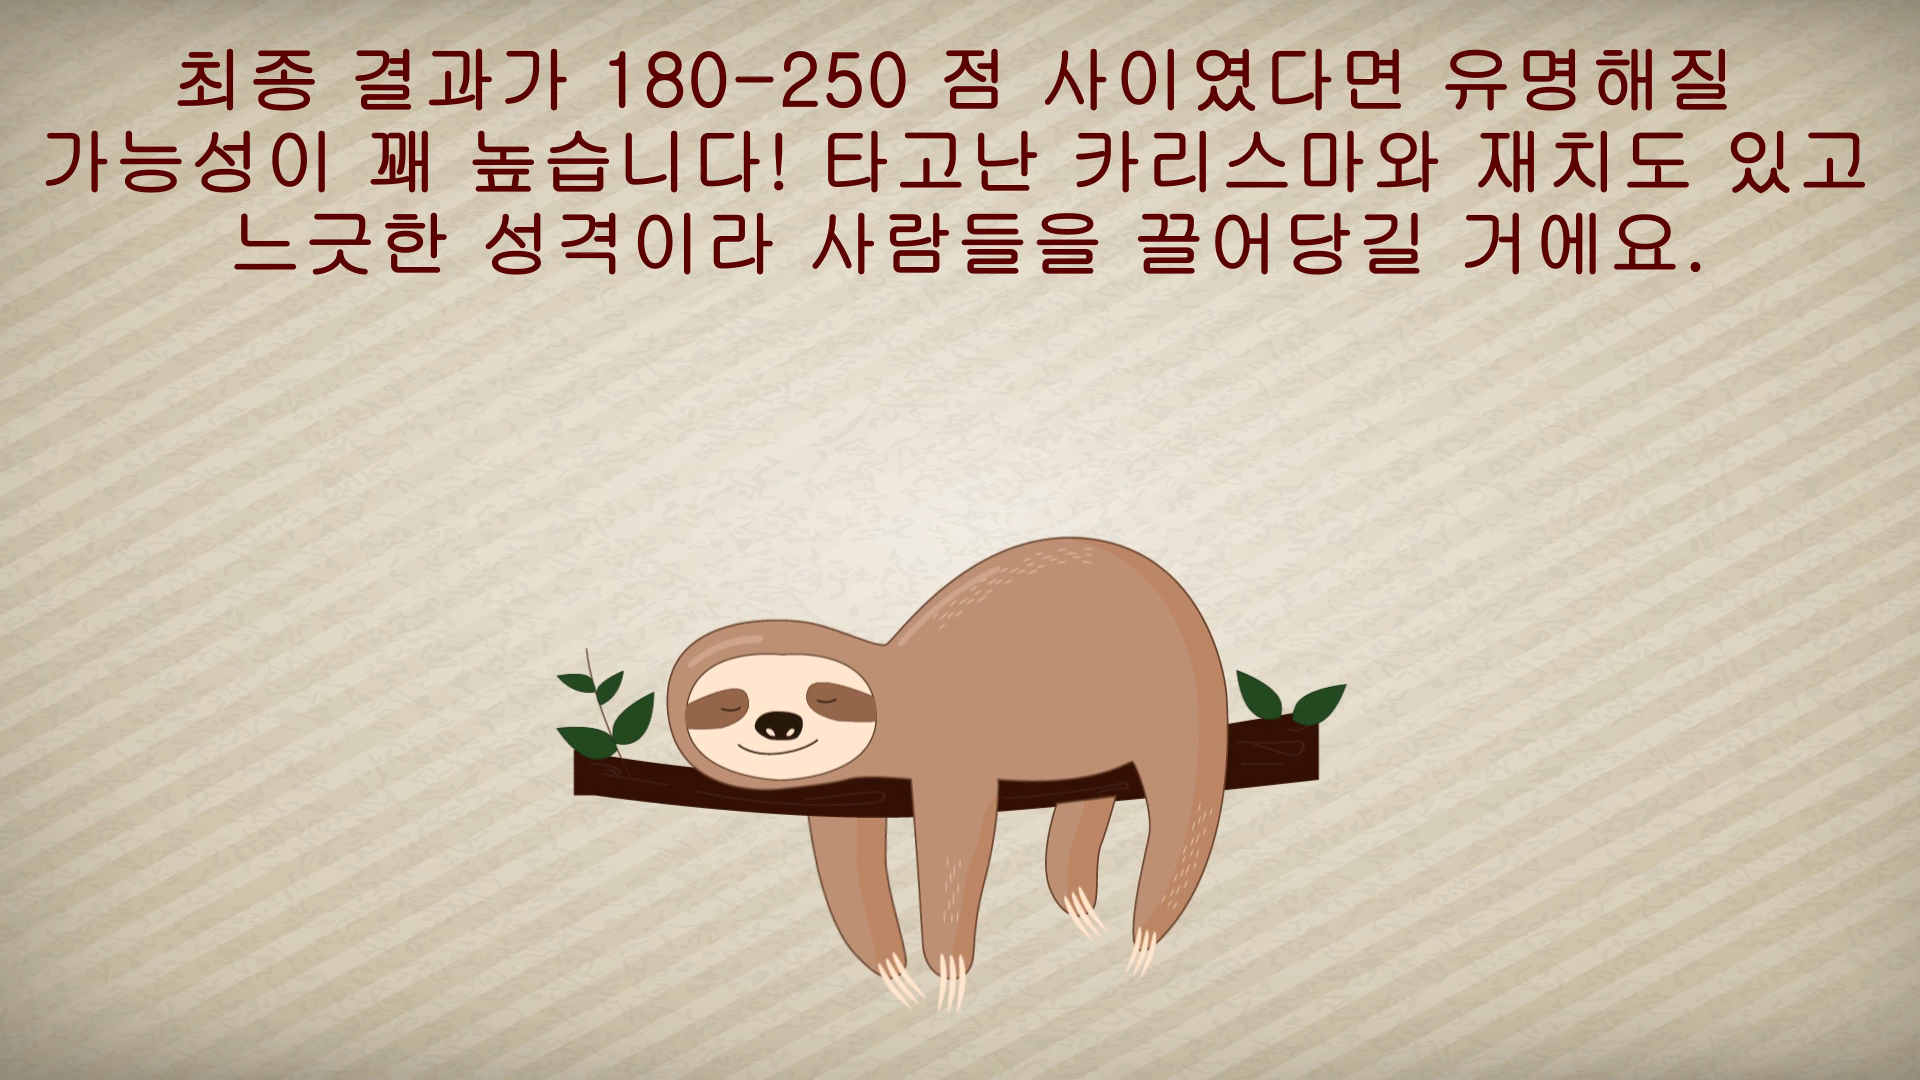 최종 결과가 180-250 점 사이였다면 유명해질
가능성이 꽤 높습니다! 타고난 카리스마와 재치도 있고
느긋한 성격이라 사람들을 끌어당길 거에요.